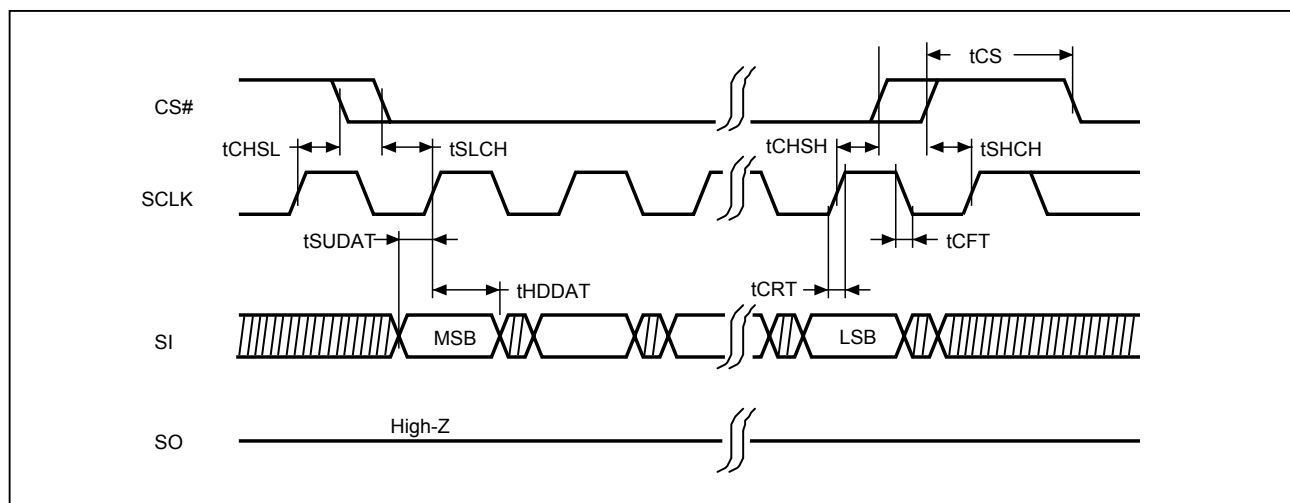 tCS
CS#
tCHSL
tSLCH
tCHSH
tSHCH
SCLK
tSUDAT
tCFT
tHDDAT
tCRT
SI
MSB
LSB
High-Z
SO